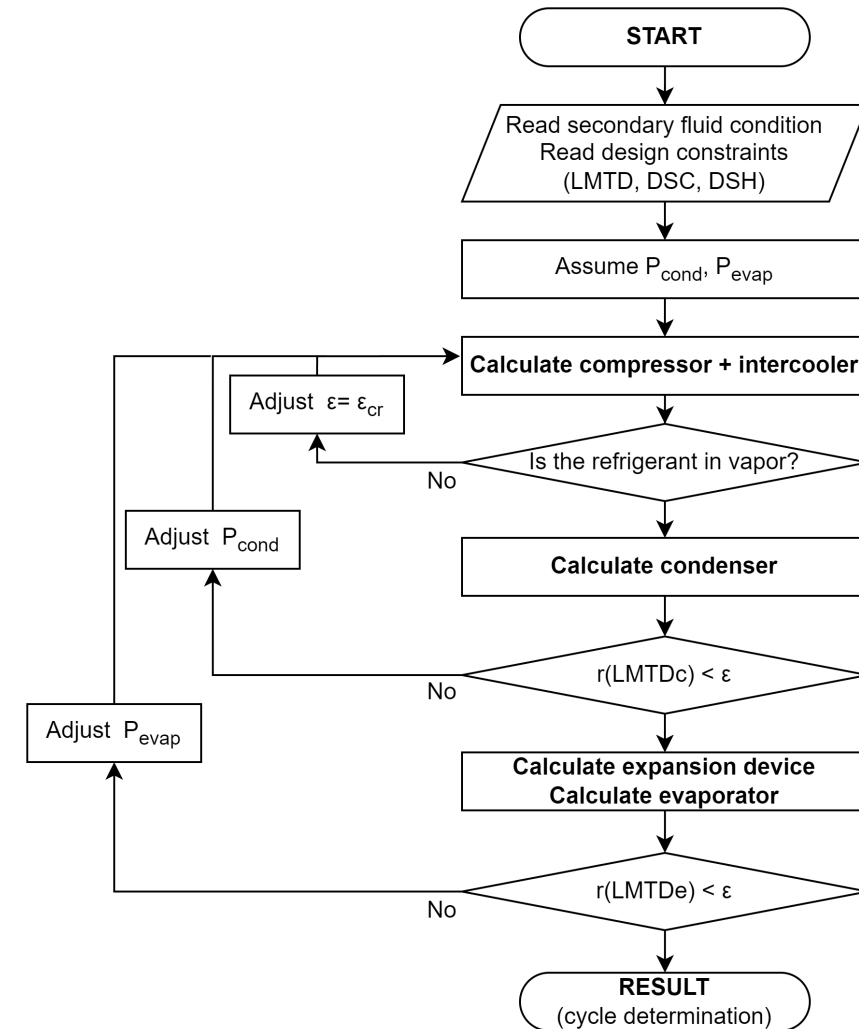 START
Read secondary fluid condition
Read design constraints
(LMTD, DSC, DSH)
Assume P_cond, P_evap
Calculate compressor + intercooler
Adjust ε= ε_cr
Is the refrigerant in vapor?
No
Adjust P_cond
Calculate condenser
r(LMTDc) < ε
No
Adjust P_evap
Calculate expansion device
Calculate evaporator
r(LMTDe) < ε
No
RESULT
(cycle determination)